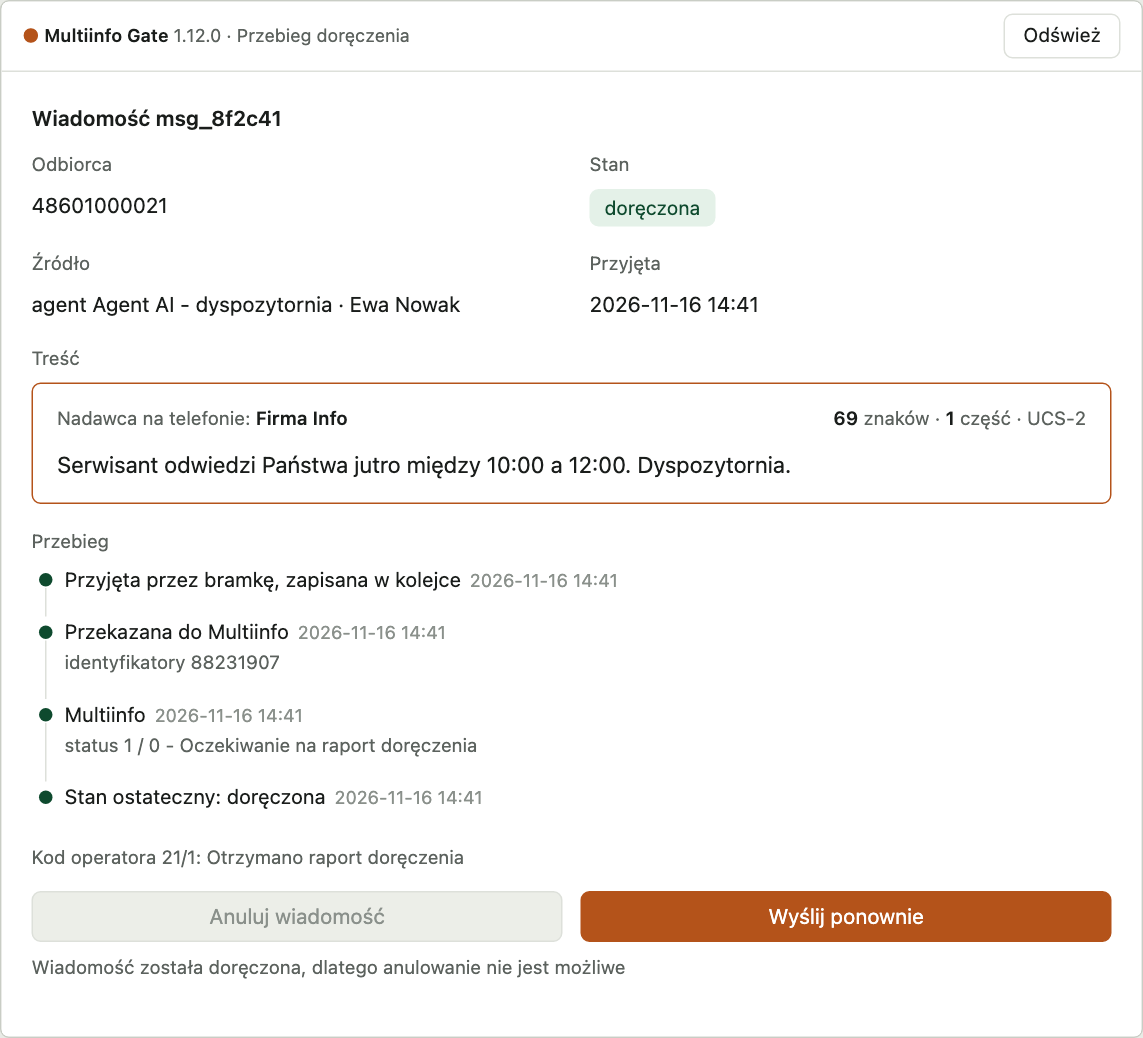 Multiinfo Gate 1.12.0 · Przebieg doręczenia
Odśwież
Wiadomość msg_8f2c41
Odbiorca
Stan
48601000021
doręczona
Źródło
Przyjęta
agent Agent AI - dyspozytornia · Ewa Nowak
2026-11-16 14:41
Treść
Nadawca na telefonie: Firma Info
69 znaków · 1 część · UCS-2
Serwisant odwiedzi Państwa jutro między 10:00 a 12:00. Dyspozytornia.
Przebieg
Przyjęta przez bramkę, zapisana w kolejce 2026-11-16 14:41
Przekazana do Multiinfo 2026-11-16 14:41
identyfikatory 88231907
Multiinfo 2026-11-16 14:41
status 1 / 0 - Oczekiwanie na raport doręczenia
Stan ostateczny: doręczona 2026-11-16 14:41
Kod operatora 21/1: Otrzymano raport doręczenia
Anuluj wiadomość
Wyślij ponownie
Wiadomość została doręczona, dlatego anulowanie nie jest możliwe